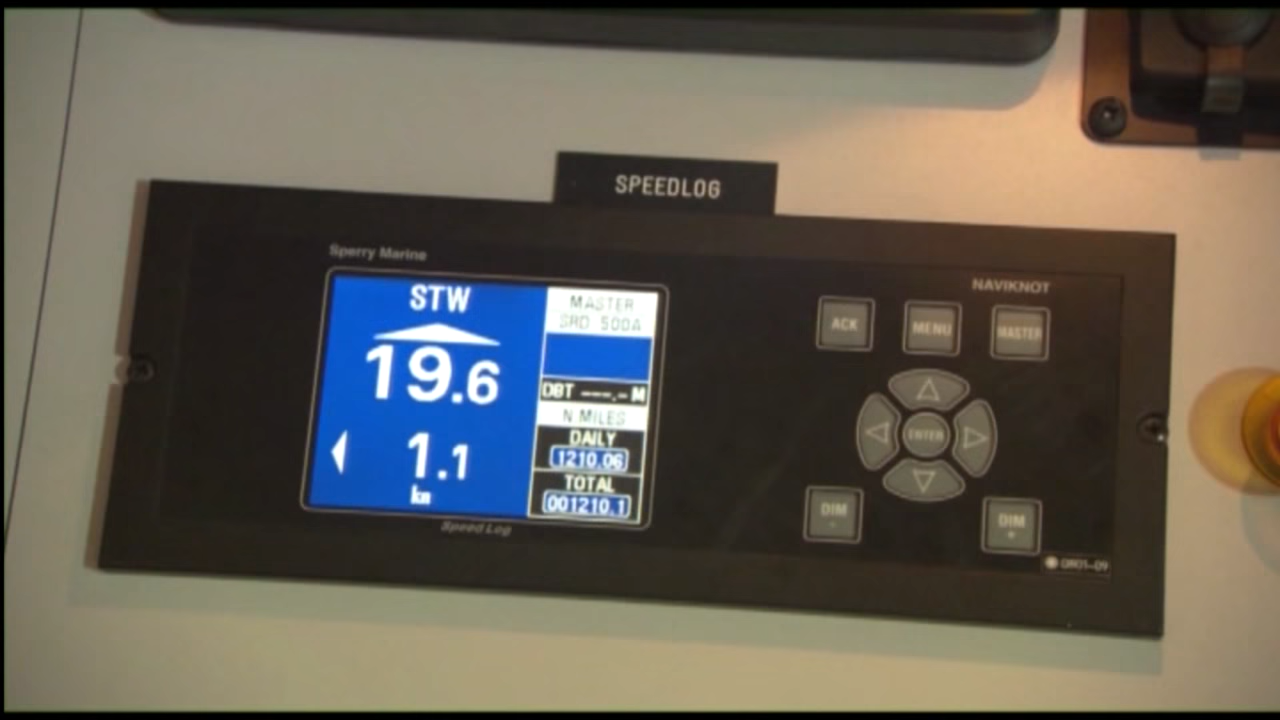 SPEEDLOG
Sperry Marine
NAVIKNOT
STW
19.6
1.1
kn
MASTER
SRD 500A
DBT ---.- M
N MILES
DAILY
1210.06
TOTAL
001210.1
Speed Log
ACK
MENU
MASTER
ENTER
DIM
-
DIM
+